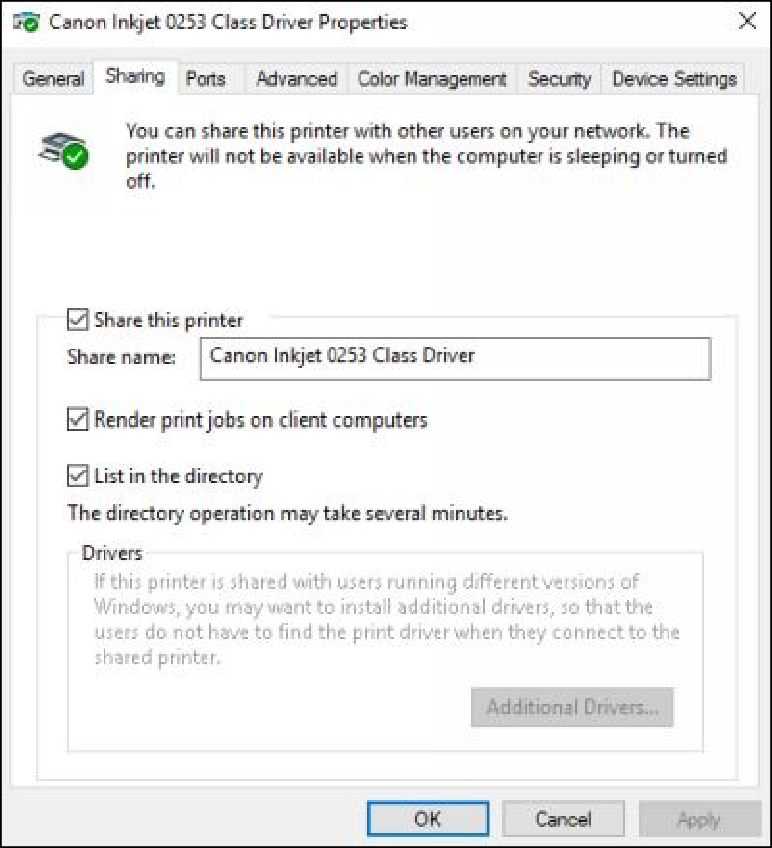 Canon Inkjet 0253 Class Driver Properties
General Sharing Ports Advanced Color Management Security Device Settings
You can share this printer with other users on your network. The
printer will not be available when the computer is sleeping or turned
off.
Share this printer
Share name: Canon Inkjet 0253 Class Driver
Render print jobs on client computers
List in the directory
The directory operation may take several minutes.
Drivers
If this printer is shared with users running different versions of
Windows, you may want to install additional drivers, so that the
users do not have to find the print driver when they connect to the
shared printer.
Additional Drivers...
OK Cancel Apply